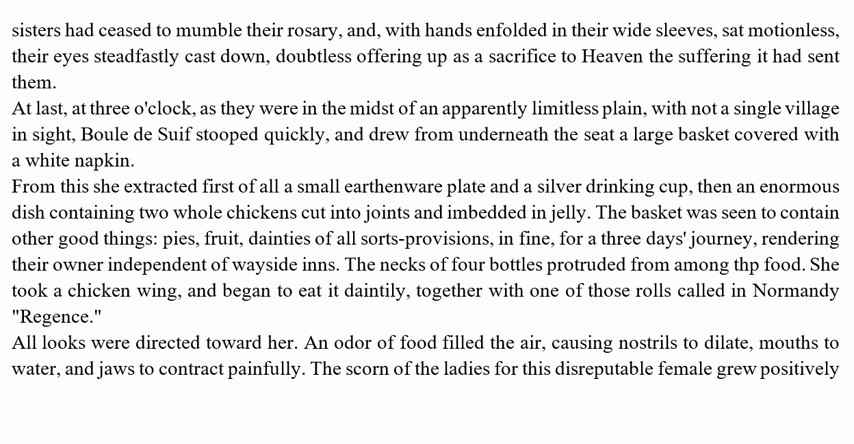 sisters had ceased to mumble their rosary, and, with hands enfolded in their wide sleeves, sat motionless,
their eyes steadfastly cast down, doubtless offering up as a sacrifice to Heaven the suffering it had sent
them.
At last, at three o'clock, as they were in the midst of an apparently limitless plain, with not a single village
in sight, Boule de Suif stooped quickly, and drew from underneath the seat a large basket covered with
a white napkin.
From this she extracted first of all a small earthenware plate and a silver drinking cup, then an enormous
dish containing two whole chickens cut into joints and imbedded in jelly. The basket was seen to contain
other good things: pies, fruit, dainties of all sorts-provisions, in fine, for a three days' journey, rendering
their owner independent of wayside inns. The necks of four bottles protruded from among thp food. She
took a chicken wing, and began to eat it daintily, together with one of those rolls called in Normandy
"Regence."
All looks were directed toward her. An odor of food filled the air, causing nostrils to dilate, mouths to
water, and jaws to contract painfully. The scorn of the ladies for this disreputable female grew positively